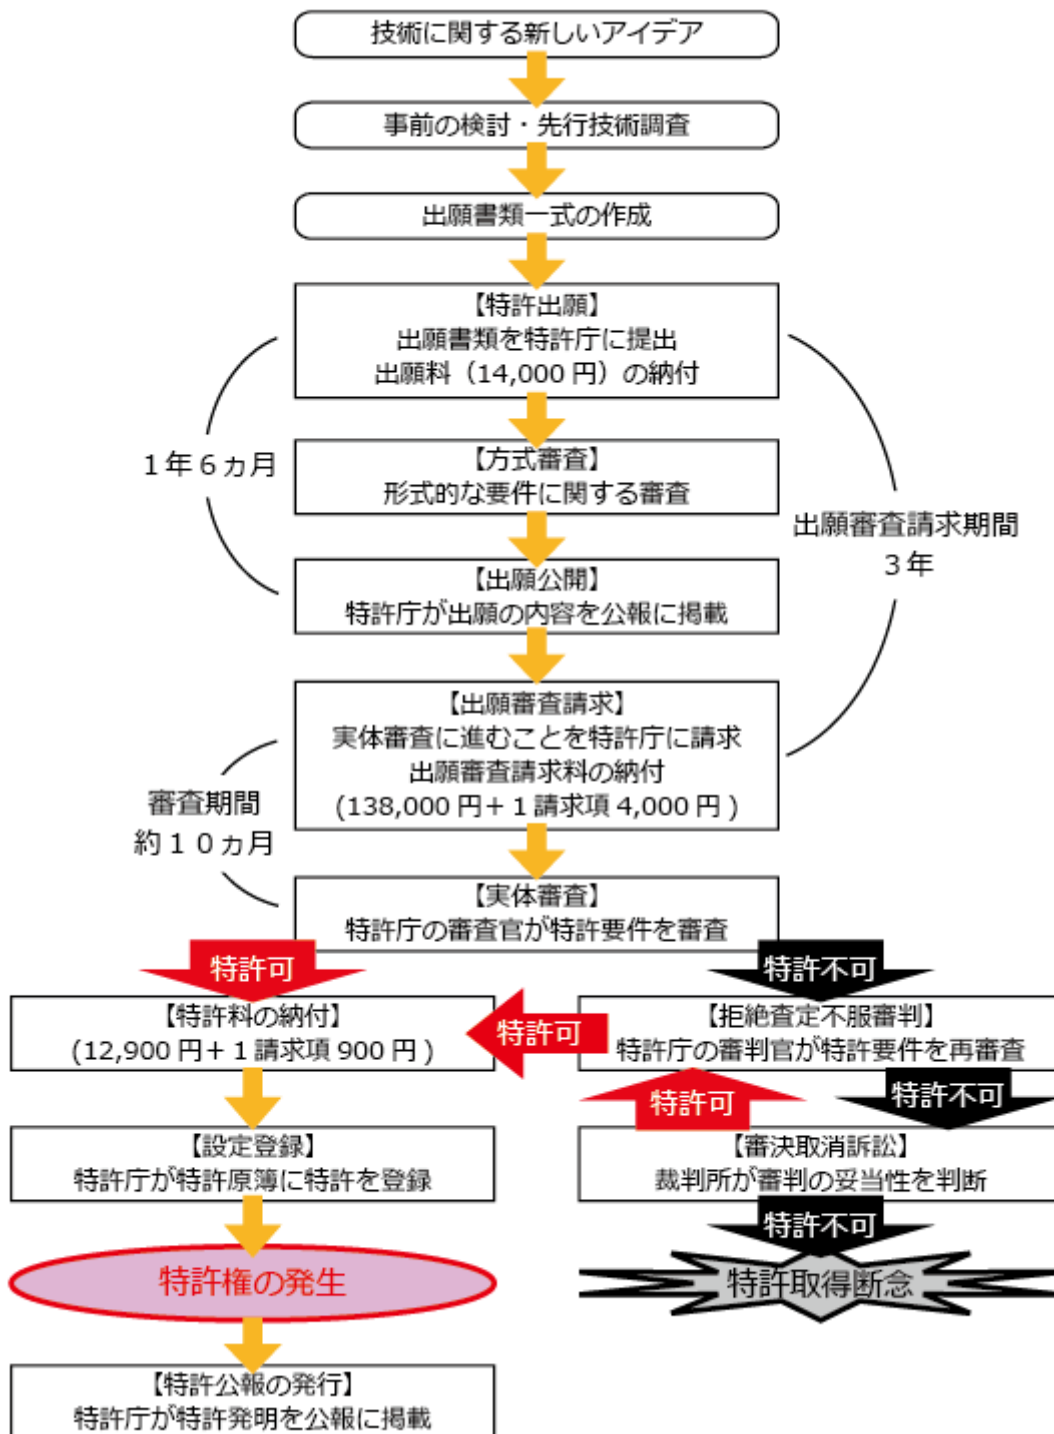 技術に関する新しいアイデア
事前の検討・先行技術調査
出願書類一式の作成
【特許出願】
出願書類を特許庁に提出
出願料（14,000 円）の納付
１年６ヵ月
【方式審査】
形式的な要件に関する審査
出願審査請求期間
３年
【出願公開】
特許庁が出願の内容を公報に掲載
【出願審査請求】
実体審査に進むことを特許庁に請求
出願審査請求料の納付
(138,000 円＋１請求項 4,000 円 )
審査期間
約１０ヵ月
【実体審査】
特許庁の審査官が特許要件を審査
特許可
特許不可
【特許料の納付】
(12,900 円＋１請求項 900 円 )
特許可
【拒絶査定不服審判】
特許庁の審判官が特許要件を再審査
特許可
特許不可
【設定登録】
特許庁が特許原簿に特許を登録
【審決取消訴訟】
裁判所が審判の妥当性を判断
特許不可
特許権の発生
特許取得断念
【特許公報の発行】
特許庁が特許発明を公報に掲載